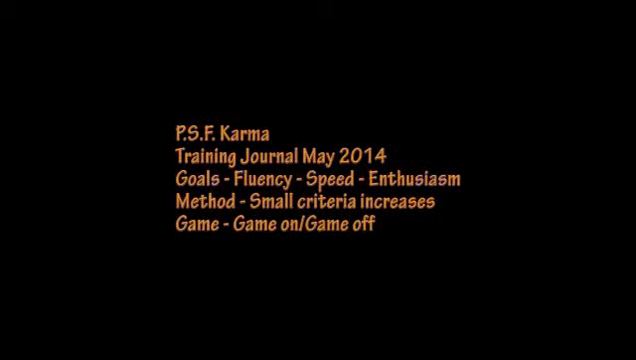 P.S.F. Karma
Training Journal May 2014
Goals - Fluency - Speed - Enthusiasm
Method - Small criteria increases
Game - Game on/Game off